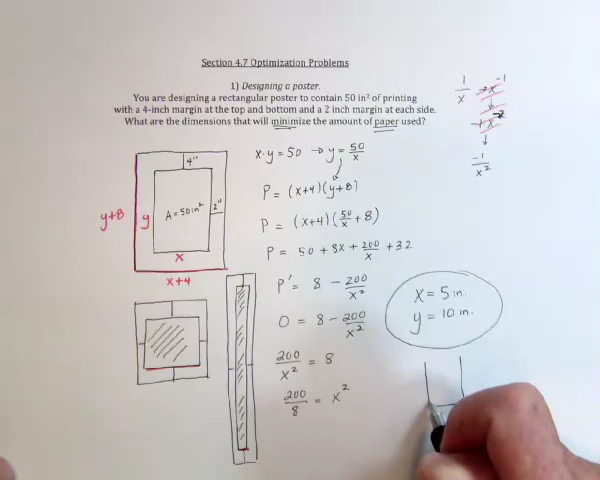 Section 4.7 Optimization Problems
1) Designing a poster.
You are designing a rectangular poster to contain 50 in² of printing
with a 4-inch margin at the top and bottom and a 2 inch margin at each side.
What are the dimensions that will minimize the amount of paper used?
4"
y+8
y
A=50in²
2"
x
x+4
x·y=50 → y = 50/x
P = (x+4)(y+8)
P = (x+4)(50/x + 8)
P = 50 + 8x + 200/x + 32
P' = 8 - 200/x²
0 = 8 - 200/x²
200/x² = 8
200/8 = x²
1/x → x⁻¹
↓
-1x⁻²
↓
-1/x²
x = 5 in.
y = 10 in.